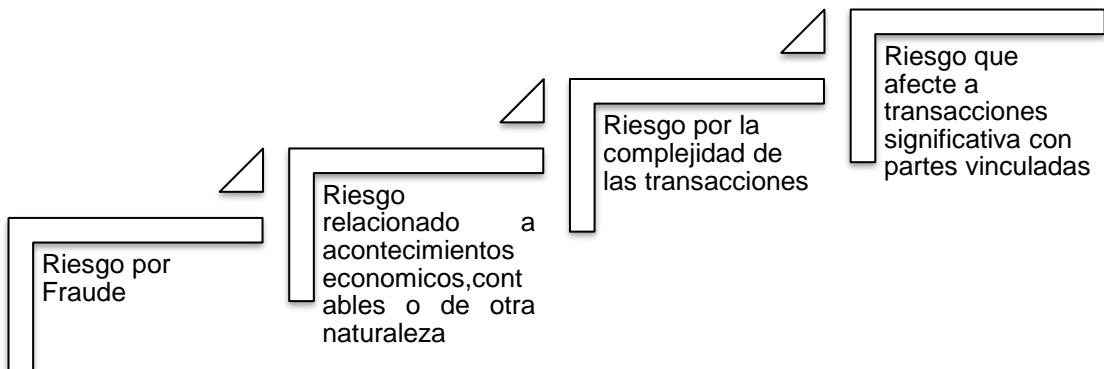 Riesgo por
Fraude
Riesgo
relacionado a
acontecimientos
economicos,cont
ables o de otra
naturaleza
Riesgo por la
complejidad de
las transacciones
Riesgo que
afecte a
transacciones
significativa con
partes vinculadas